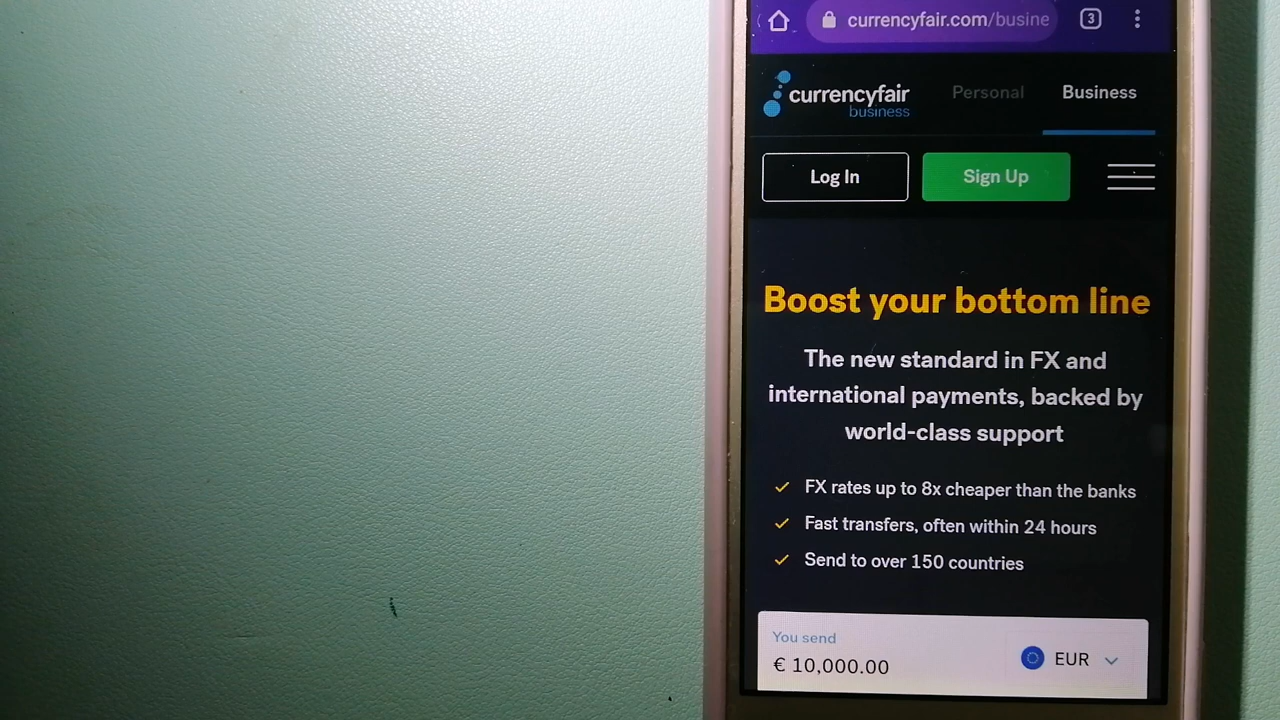 currencyfair.com/busine
3
currencyfair
business
Personal
Business
Log In
Sign Up
Boost your bottom line
The new standard in FX and
international payments, backed by
world-class support
FX rates up to 8x cheaper than the banks
Fast transfers, often within 24 hours
Send to over 150 countries
You send
€ 10,000.00
EUR